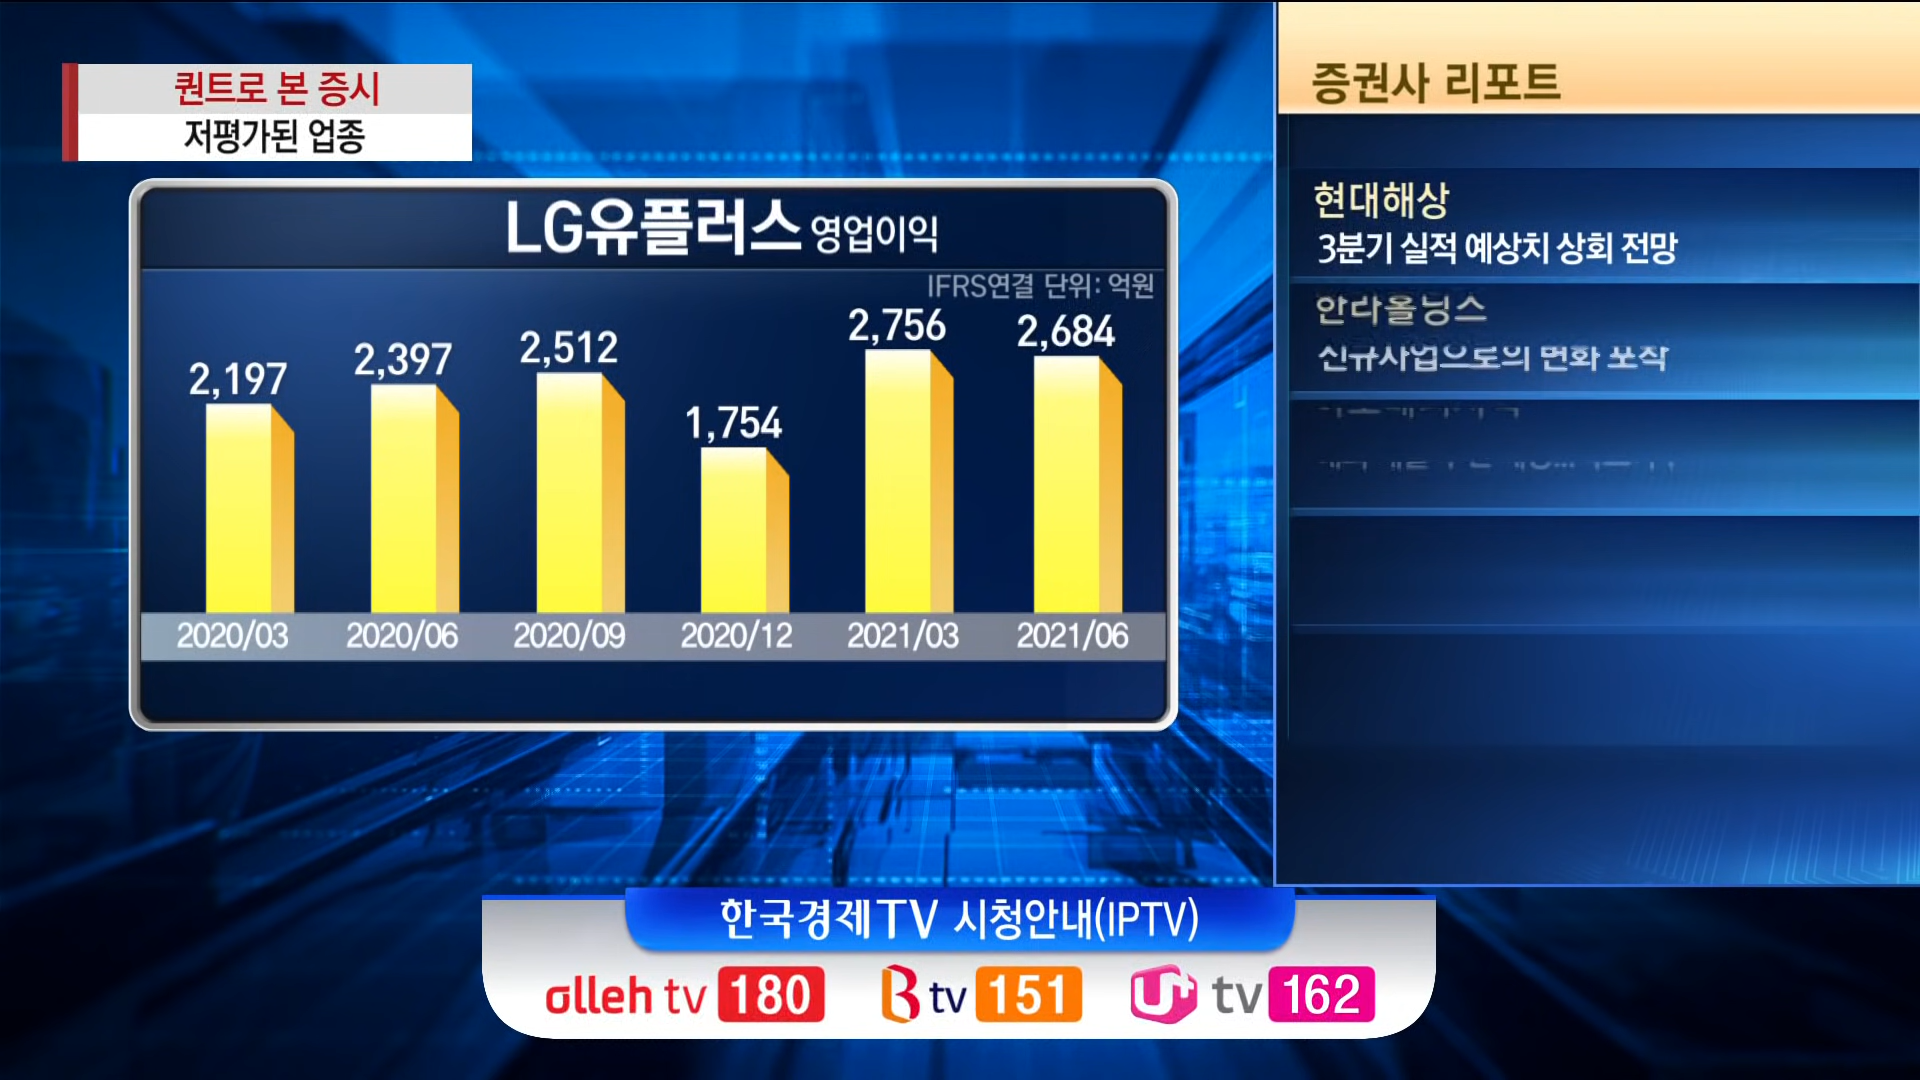 퀀트로 본 증시
저평가된 업종
LG유플러스 영업이익
IFRS연결 단위: 억원
2,197
2,397
2,512
1,754
2,756
2,684
2020/03
2020/06
2020/09
2020/12
2021/03
2021/06
증권사 리포트
현대해상
3분기 실적 예상치 상회 전망
한라홀딩스
신규사업으로의 변화 포착
한국경제TV 시청안내(IPTV)
olleh tv 180
B tv 151
U+ tv 162